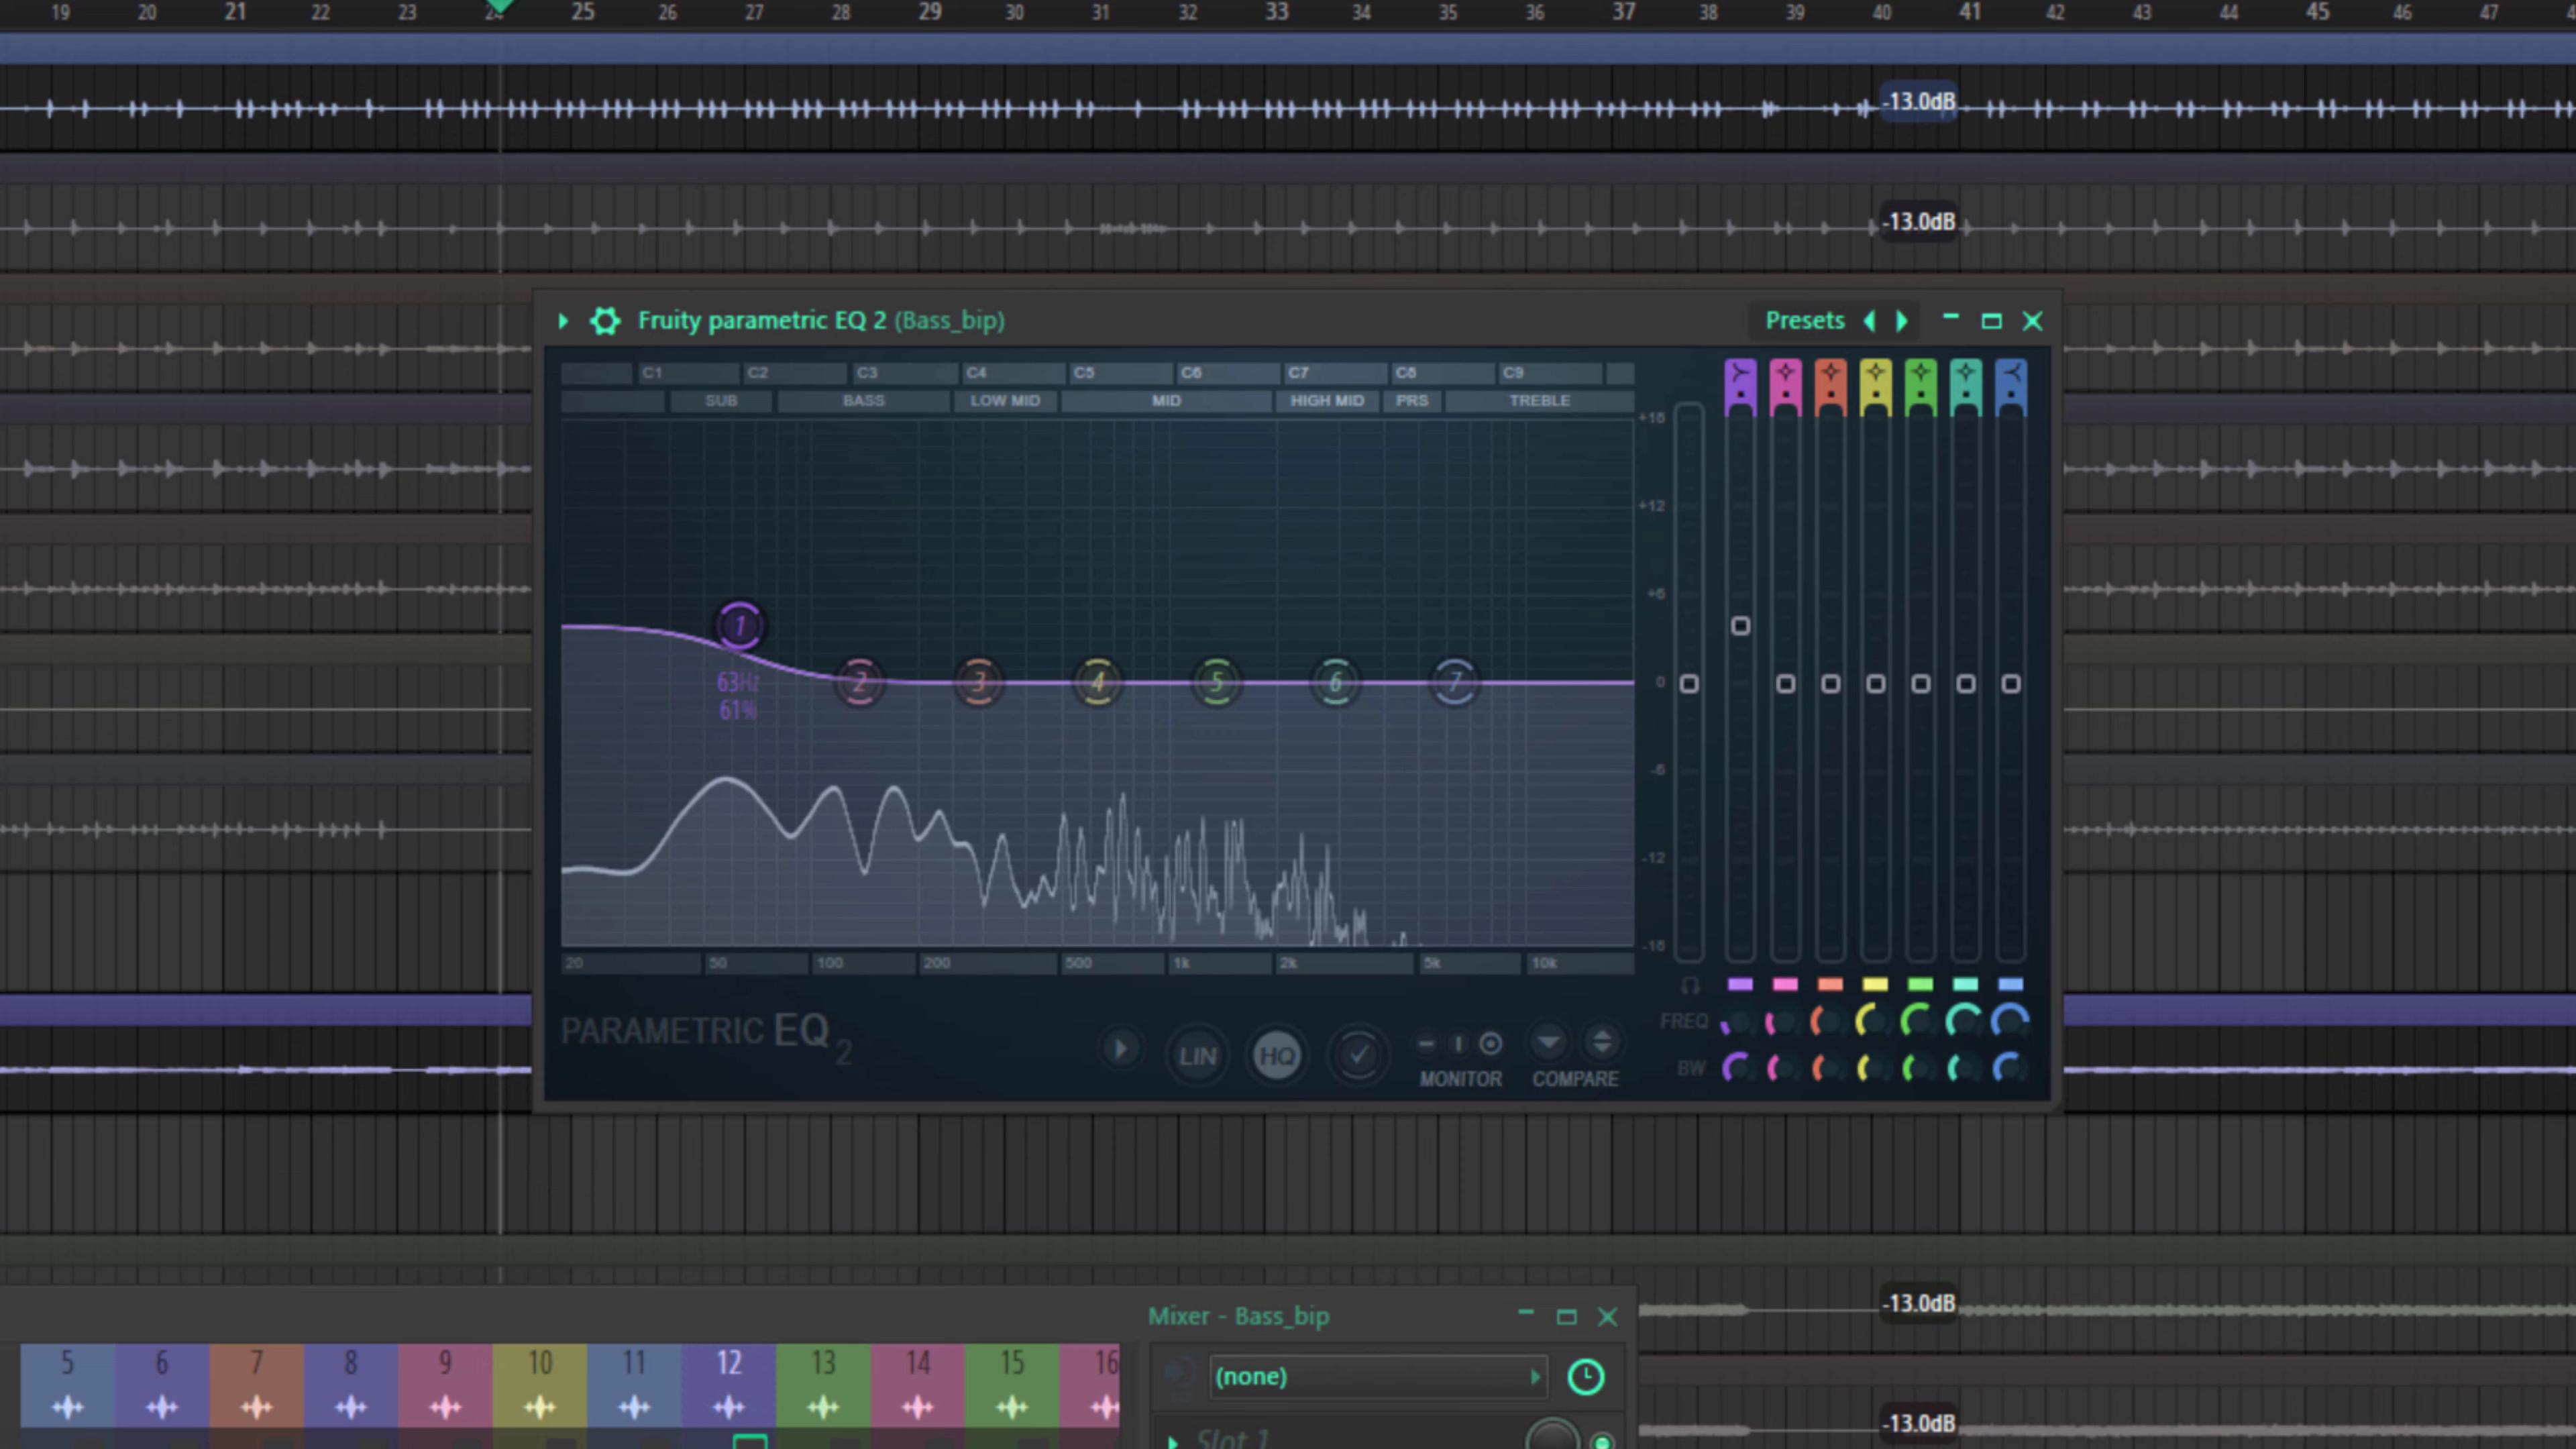 19 20 21 22 23 24 25 26 27 28 29 30 31 32 33 34 35 36 37 38 39 40 41 42 43 44 45 46 47
-13.0dB
-13.0dB
Fruity parametric EQ 2 (Bass_bip) Presets
C1 C2 C3 C4 C5 C6 C7 C8 C9
SUB BASS LOW MID MID HIGH MID PRS TREBLE
+18
+12
+6
1
2 3 4 5 6 7 0
63Hz
61%
-6
-12
-18
20 50 100 200 500 1k 2k 5k 10k
FREQ
PARAMETRIC EQ 2
LIN HQ
BW
MONITOR COMPARE
-13.0dB
Mixer - Bass_bip
5 6 7 8 9 10 11 12 13 14 15 16
(none)
-13.0dB
Slot 1